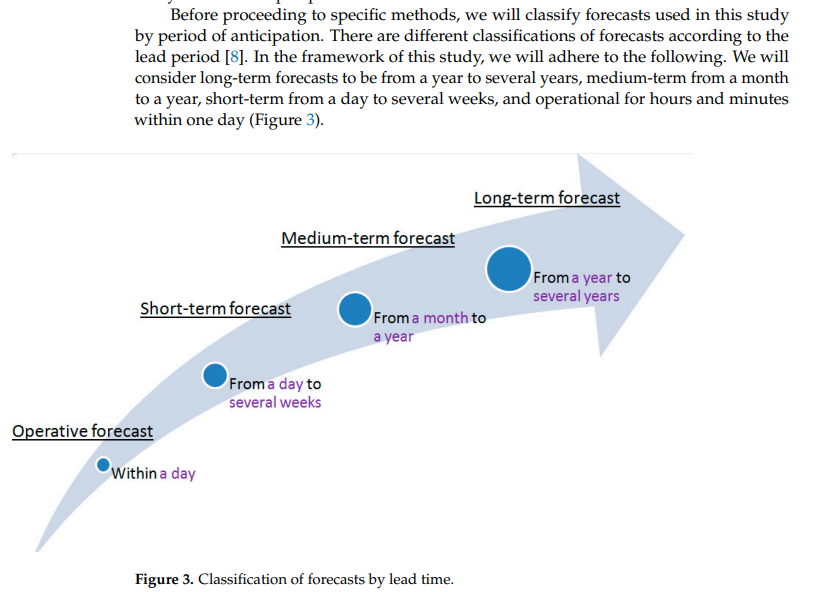 Before proceeding to specific methods, we will classify forecasts used in this study
by period of anticipation. There are different classifications of forecasts according to the
lead period [8]. In the framework of this study, we will adhere to the following. We will
consider long-term forecasts to be from a year to several years, medium-term from a month
to a year, short-term from a day to several weeks, and operational for hours and minutes
within one day (Figure 3).
Long-term forecast
From a year to
several years
Medium-term forecast
From a month to
a year
Short-term forecast
From a day to
several weeks
Operative forecast
Within a day
Figure 3. Classification of forecasts by lead time.